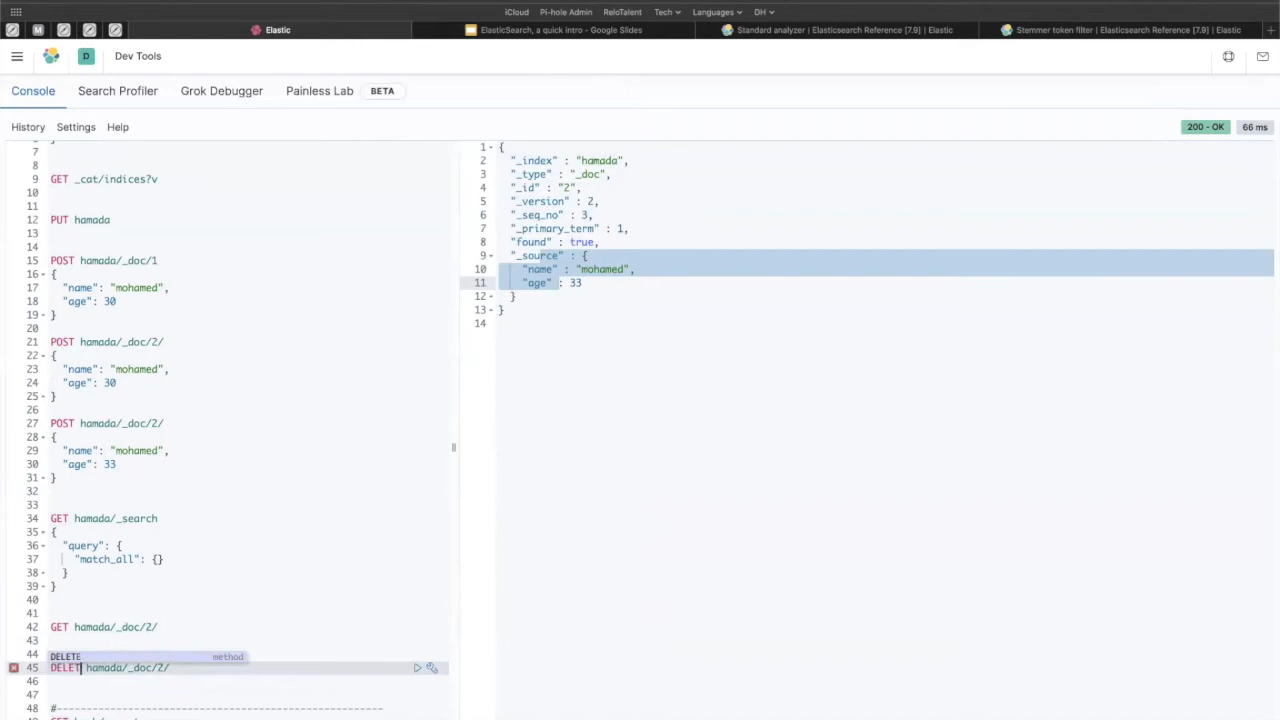 iCloud Pi-hole Admin ReloTalent Tech Languages DH
M Elastic ElasticSearch, a quick intro - Google Slides Standard analyzer | Elasticsearch Reference [7.9] | Elastic Stemmer token filter | Elasticsearch Reference [7.9] | Elastic
D Dev Tools
Console Search Profiler Grok Debugger Painless Lab BETA
History Settings Help 200 - OK 66 ms
7
8
9 GET _cat/indices?v
10
11
12 PUT hamada
13
14
15 POST hamada/_doc/1
16 {
17 "name": "mohamed",
18 "age": 30
19 }
20
21 POST hamada/_doc/2/
22 {
23 "name": "mohamed",
24 "age": 30
25 }
26
27 POST hamada/_doc/2/
28 {
29 "name": "mohamed",
30 "age": 33
31 }
32
33
34 GET hamada/_search
35 {
36 "query": {
37 "match_all": {}
38 }
39 }
40
41
42 GET hamada/_doc/2/
43
44
DELETE method
45 DELET hamada/_doc/2/
46
47
48 #-------------------------------------------------------
1 {
2 "_index" : "hamada",
3 "_type" : "_doc",
4 "_id" : "2",
5 "_version" : 2,
6 "_seq_no" : 3,
7 "_primary_term" : 1,
8 "found" : true,
9 "_source" : {
10 "name" : "mohamed",
11 "age" : 33
12 }
13 }
14